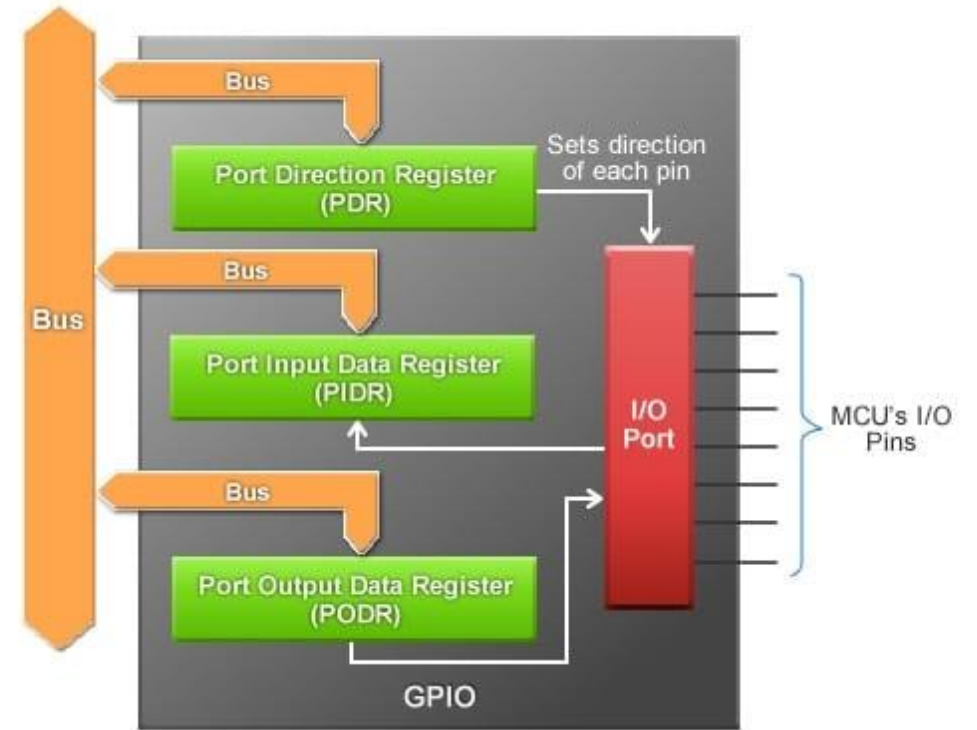 Bus
Bus
Port Direction Register
(PDR)
Sets direction
of each pin
Bus
Port Input Data Register
(PIDR)
Bus
Port Output Data Register
(PODR)
I/O
Port
MCU's I/O
Pins
GPIO